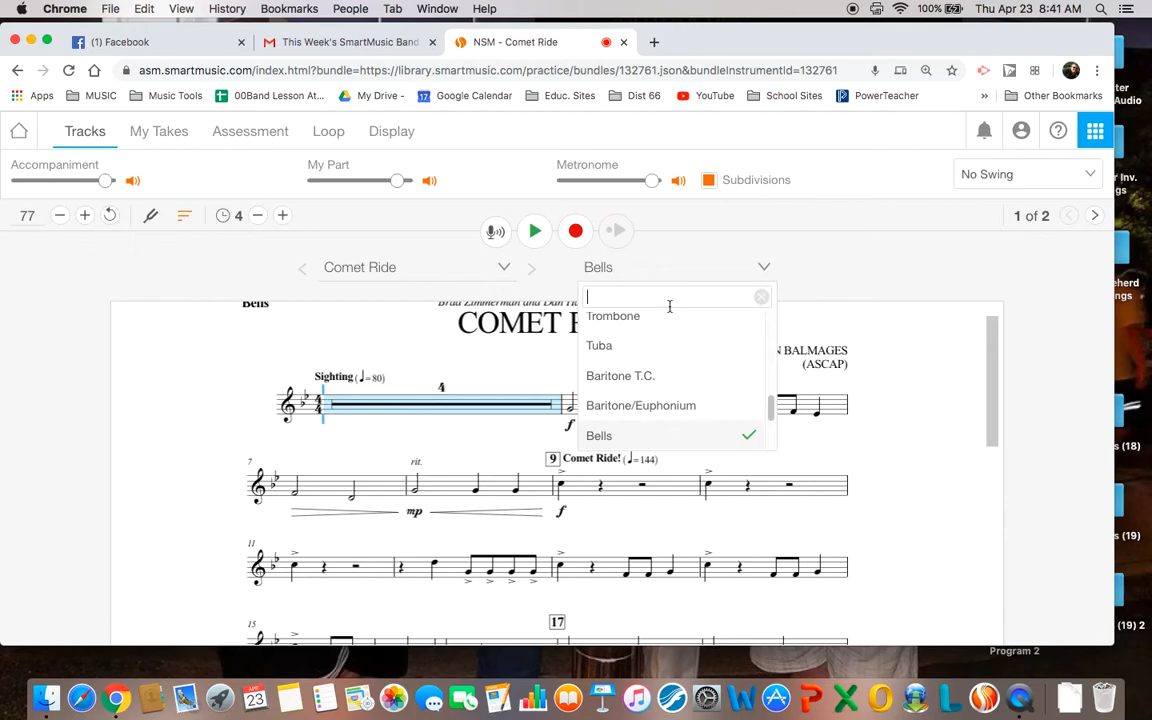 Chrome File Edit View History Bookmarks People Tab Window Help 100% Thu Apr 23 8:41 AM
(1) Facebook This Week's SmartMusic Band NSM - Comet Ride
asm.smartmusic.com/index.html?bundle=https://library.smartmusic.com/practice/bundles/132761.json&bundleInstrumentId=132761
Apps MUSIC Music Tools 00Band Lesson At... My Drive - 17 Google Calendar Educ. Sites Dist 66 YouTube School Sites PowerTeacher » Other Bookmarks
Tracks My Takes Assessment Loop Display
Accompaniment My Part Metronome Subdivisions No Swing
77 4 1 of 2
Comet Ride Bells
Bells
COMET
BALMAGES
(ASCAP)
Trombone
Tuba
Baritone T.C.
Baritone/Euphonium
Bells
Sighting (♩=80)
4
f
7 rit. 9 Comet Ride! (♩=144)
mp f
11
15 17
(18)
(19)
(19) 2
Program 2